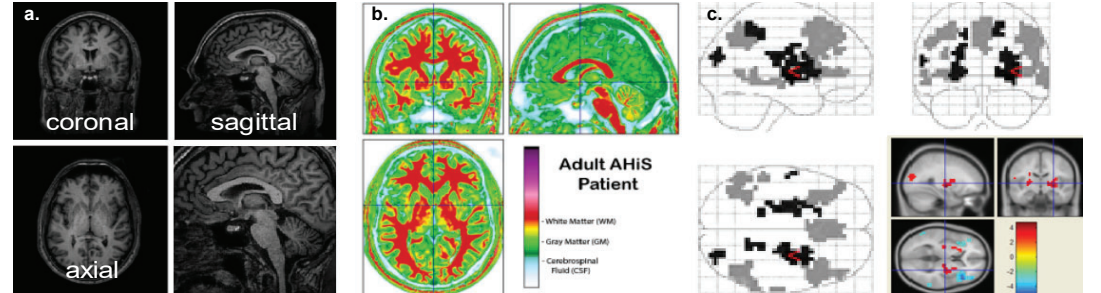 a.
coronal
sagittal
axial
b.
Adult AHiS
Patient
- White Matter (WM)
- Gray Matter (GM)
- Cerebrospinal
Fluid (CSF)
c.
4
2
0
-2
-4